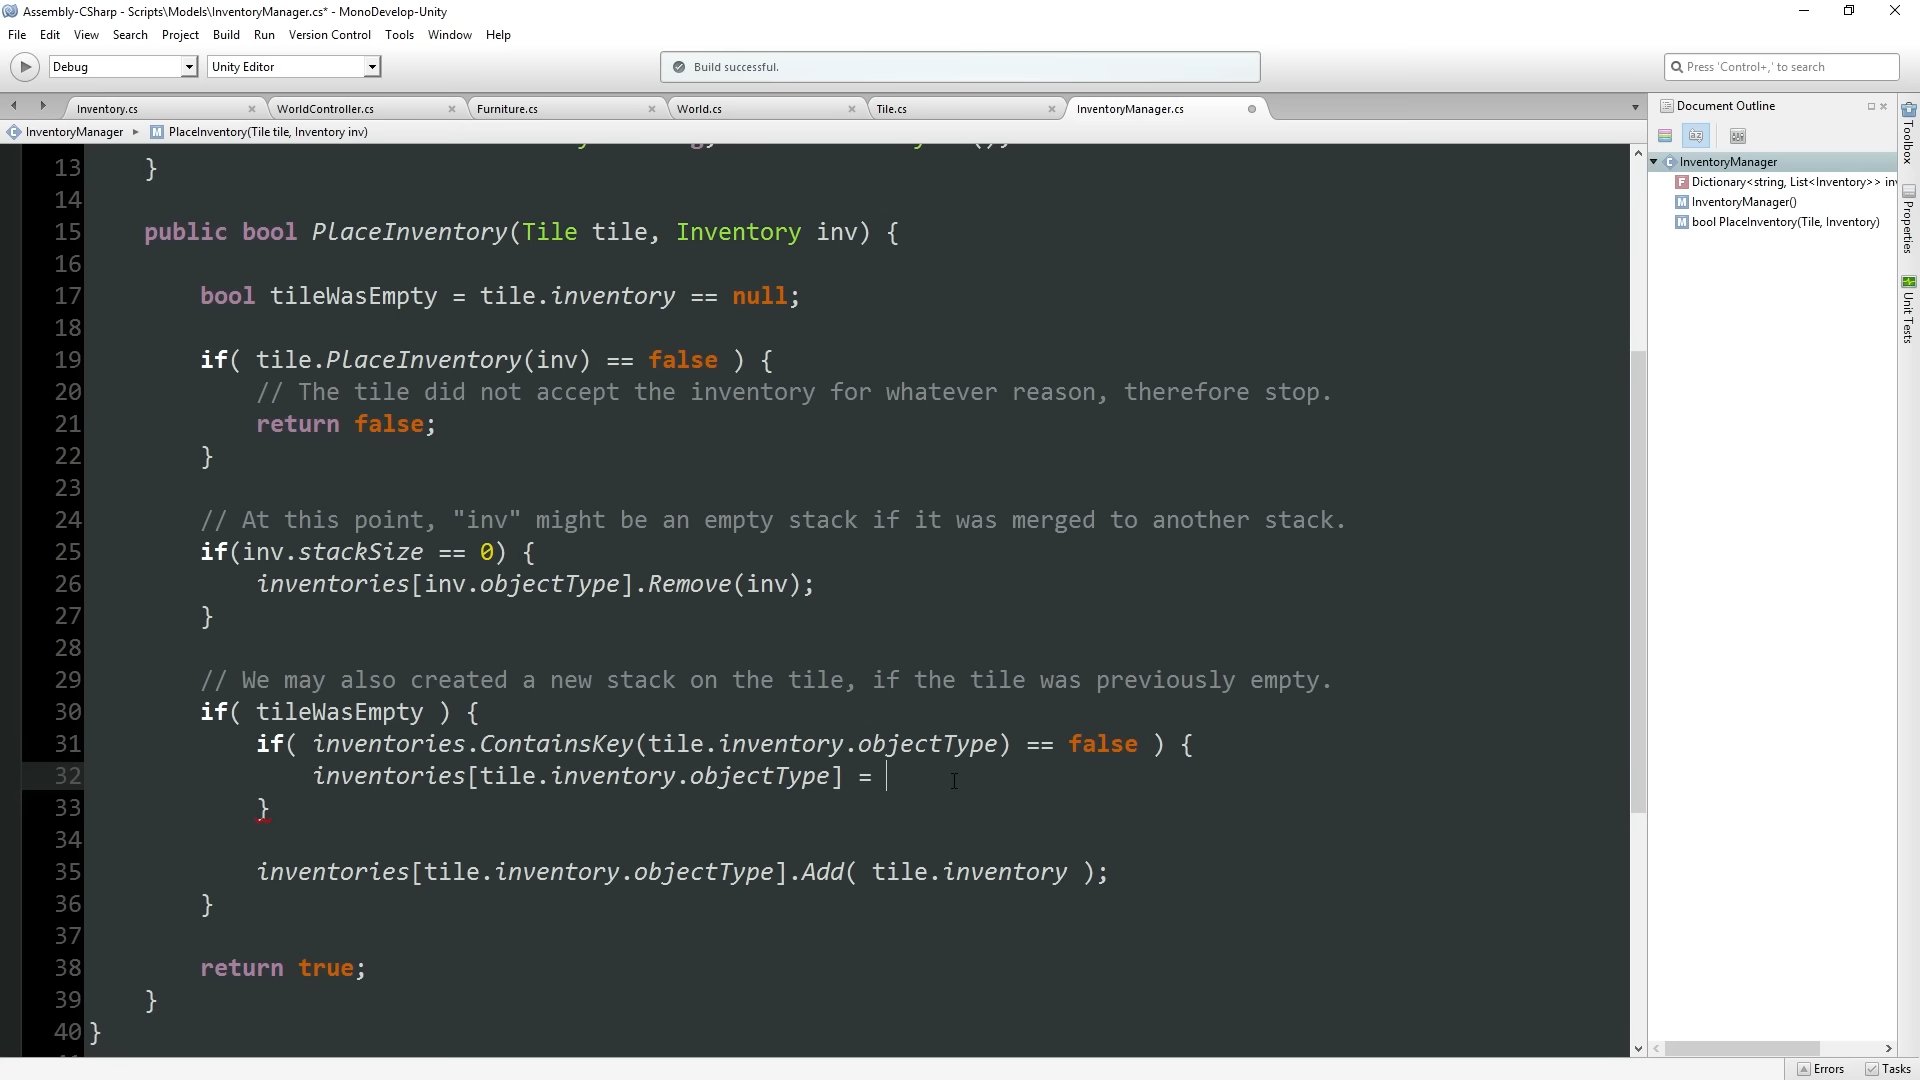 Assembly-CSharp - Scripts\Models\InventoryManager.cs* - MonoDevelop-Unity
File Edit View Search Project Build Run Version Control Tools Window Help
Debug Unity Editor Build successful. Press 'Control+,' to search
Inventory.cs WorldController.cs Furniture.cs World.cs Tile.cs InventoryManager.cs
InventoryManager PlaceInventory(Tile tile, Inventory inv)
13 }
14
15 public bool PlaceInventory(Tile tile, Inventory inv) {
16
17 bool tileWasEmpty = tile.inventory == null;
18
19 if( tile.PlaceInventory(inv) == false ) {
20 // The tile did not accept the inventory for whatever reason, therefore stop.
21 return false;
22 }
23
24 // At this point, "inv" might be an empty stack if it was merged to another stack.
25 if(inv.stackSize == 0) {
26 inventories[inv.objectType].Remove(inv);
27 }
28
29 // We may also created a new stack on the tile, if the tile was previously empty.
30 if( tileWasEmpty ) {
31 if( inventories.ContainsKey(tile.inventory.objectType) == false ) {
32 inventories[tile.inventory.objectType] =
33 }
34
35 inventories[tile.inventory.objectType].Add( tile.inventory );
36 }
37
38 return true;
39 }
40 }
Document Outline
InventoryManager
Dictionary<string, List<Inventory>> inv
InventoryManager()
bool PlaceInventory(Tile, Inventory)
Toolbox
Properties
Unit Tests
Errors Tasks